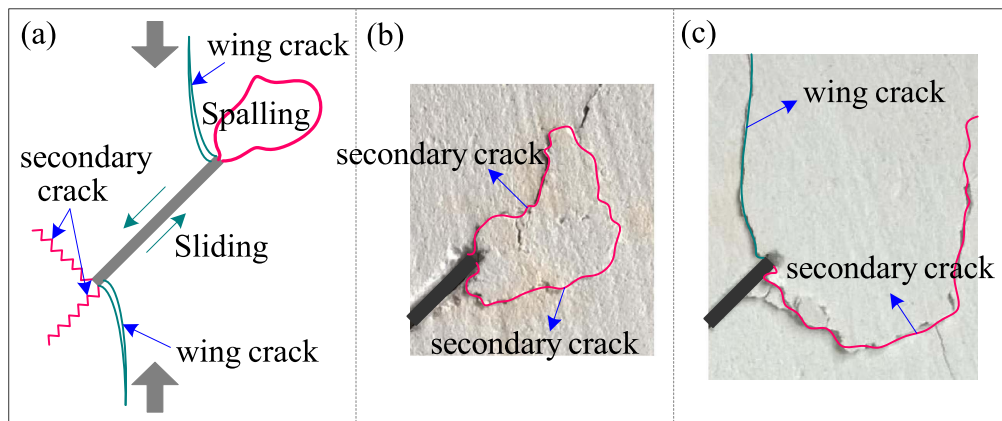 (a)
wing crack
Spalling
secondary
crack
Sliding
wing crack
(b)
secondary crack
secondary crack
(c)
wing crack
secondary crack